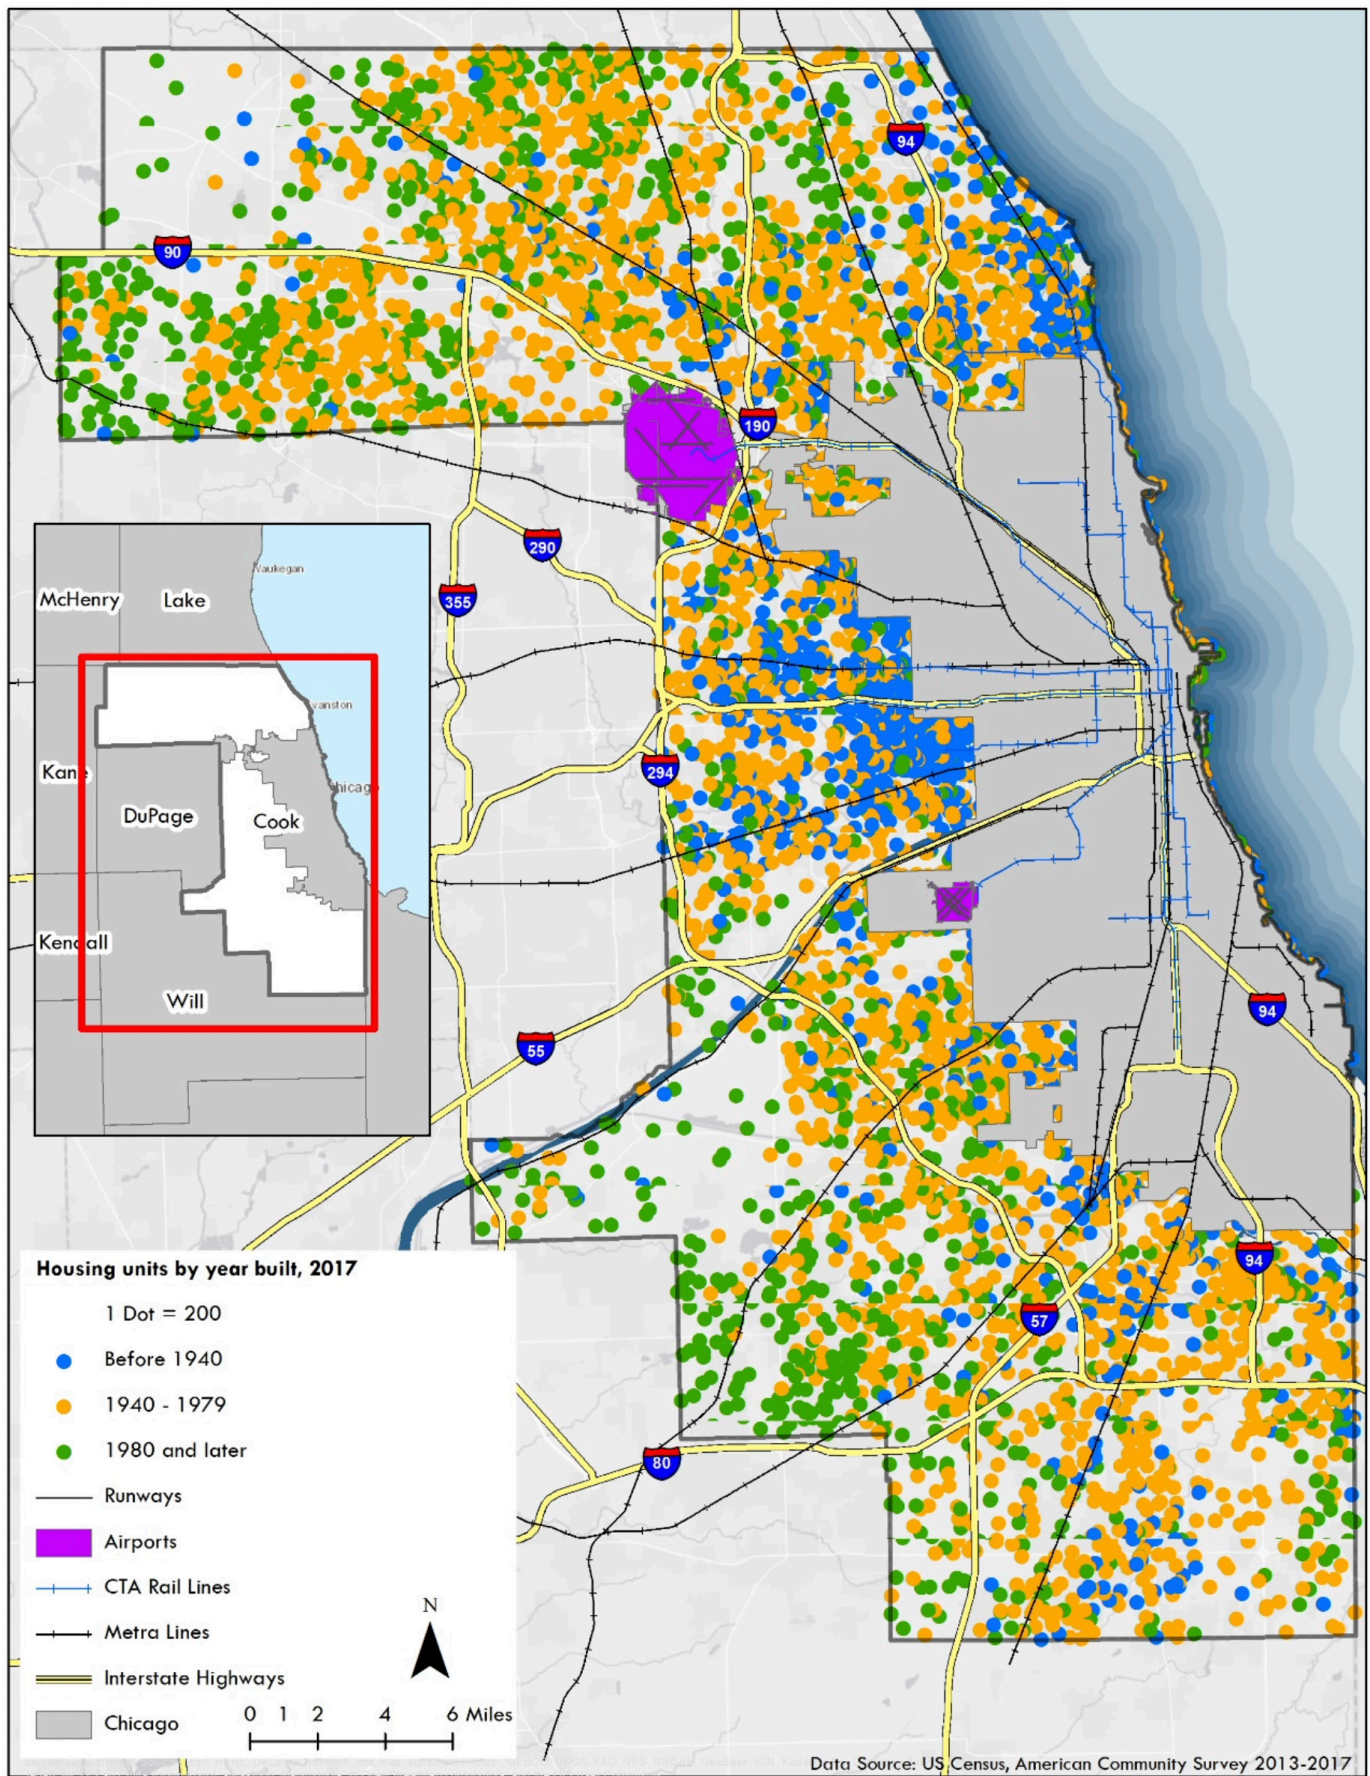 94
90
190
290
355
294
55
94
94
57
80
Waukegan
McHenry
Lake
vanston
Kane
hicago
DuPage
Cook
Kendall
Will
Housing units by year built, 2017
1 Dot = 200
Before 1940
1940 - 1979
1980 and later
Runways
Airports
CTA Rail Lines
Metra Lines
Interstate Highways
Chicago
N
0 1 2 4 6 Miles
Data Source: US Census, American Community Survey 2013-2017